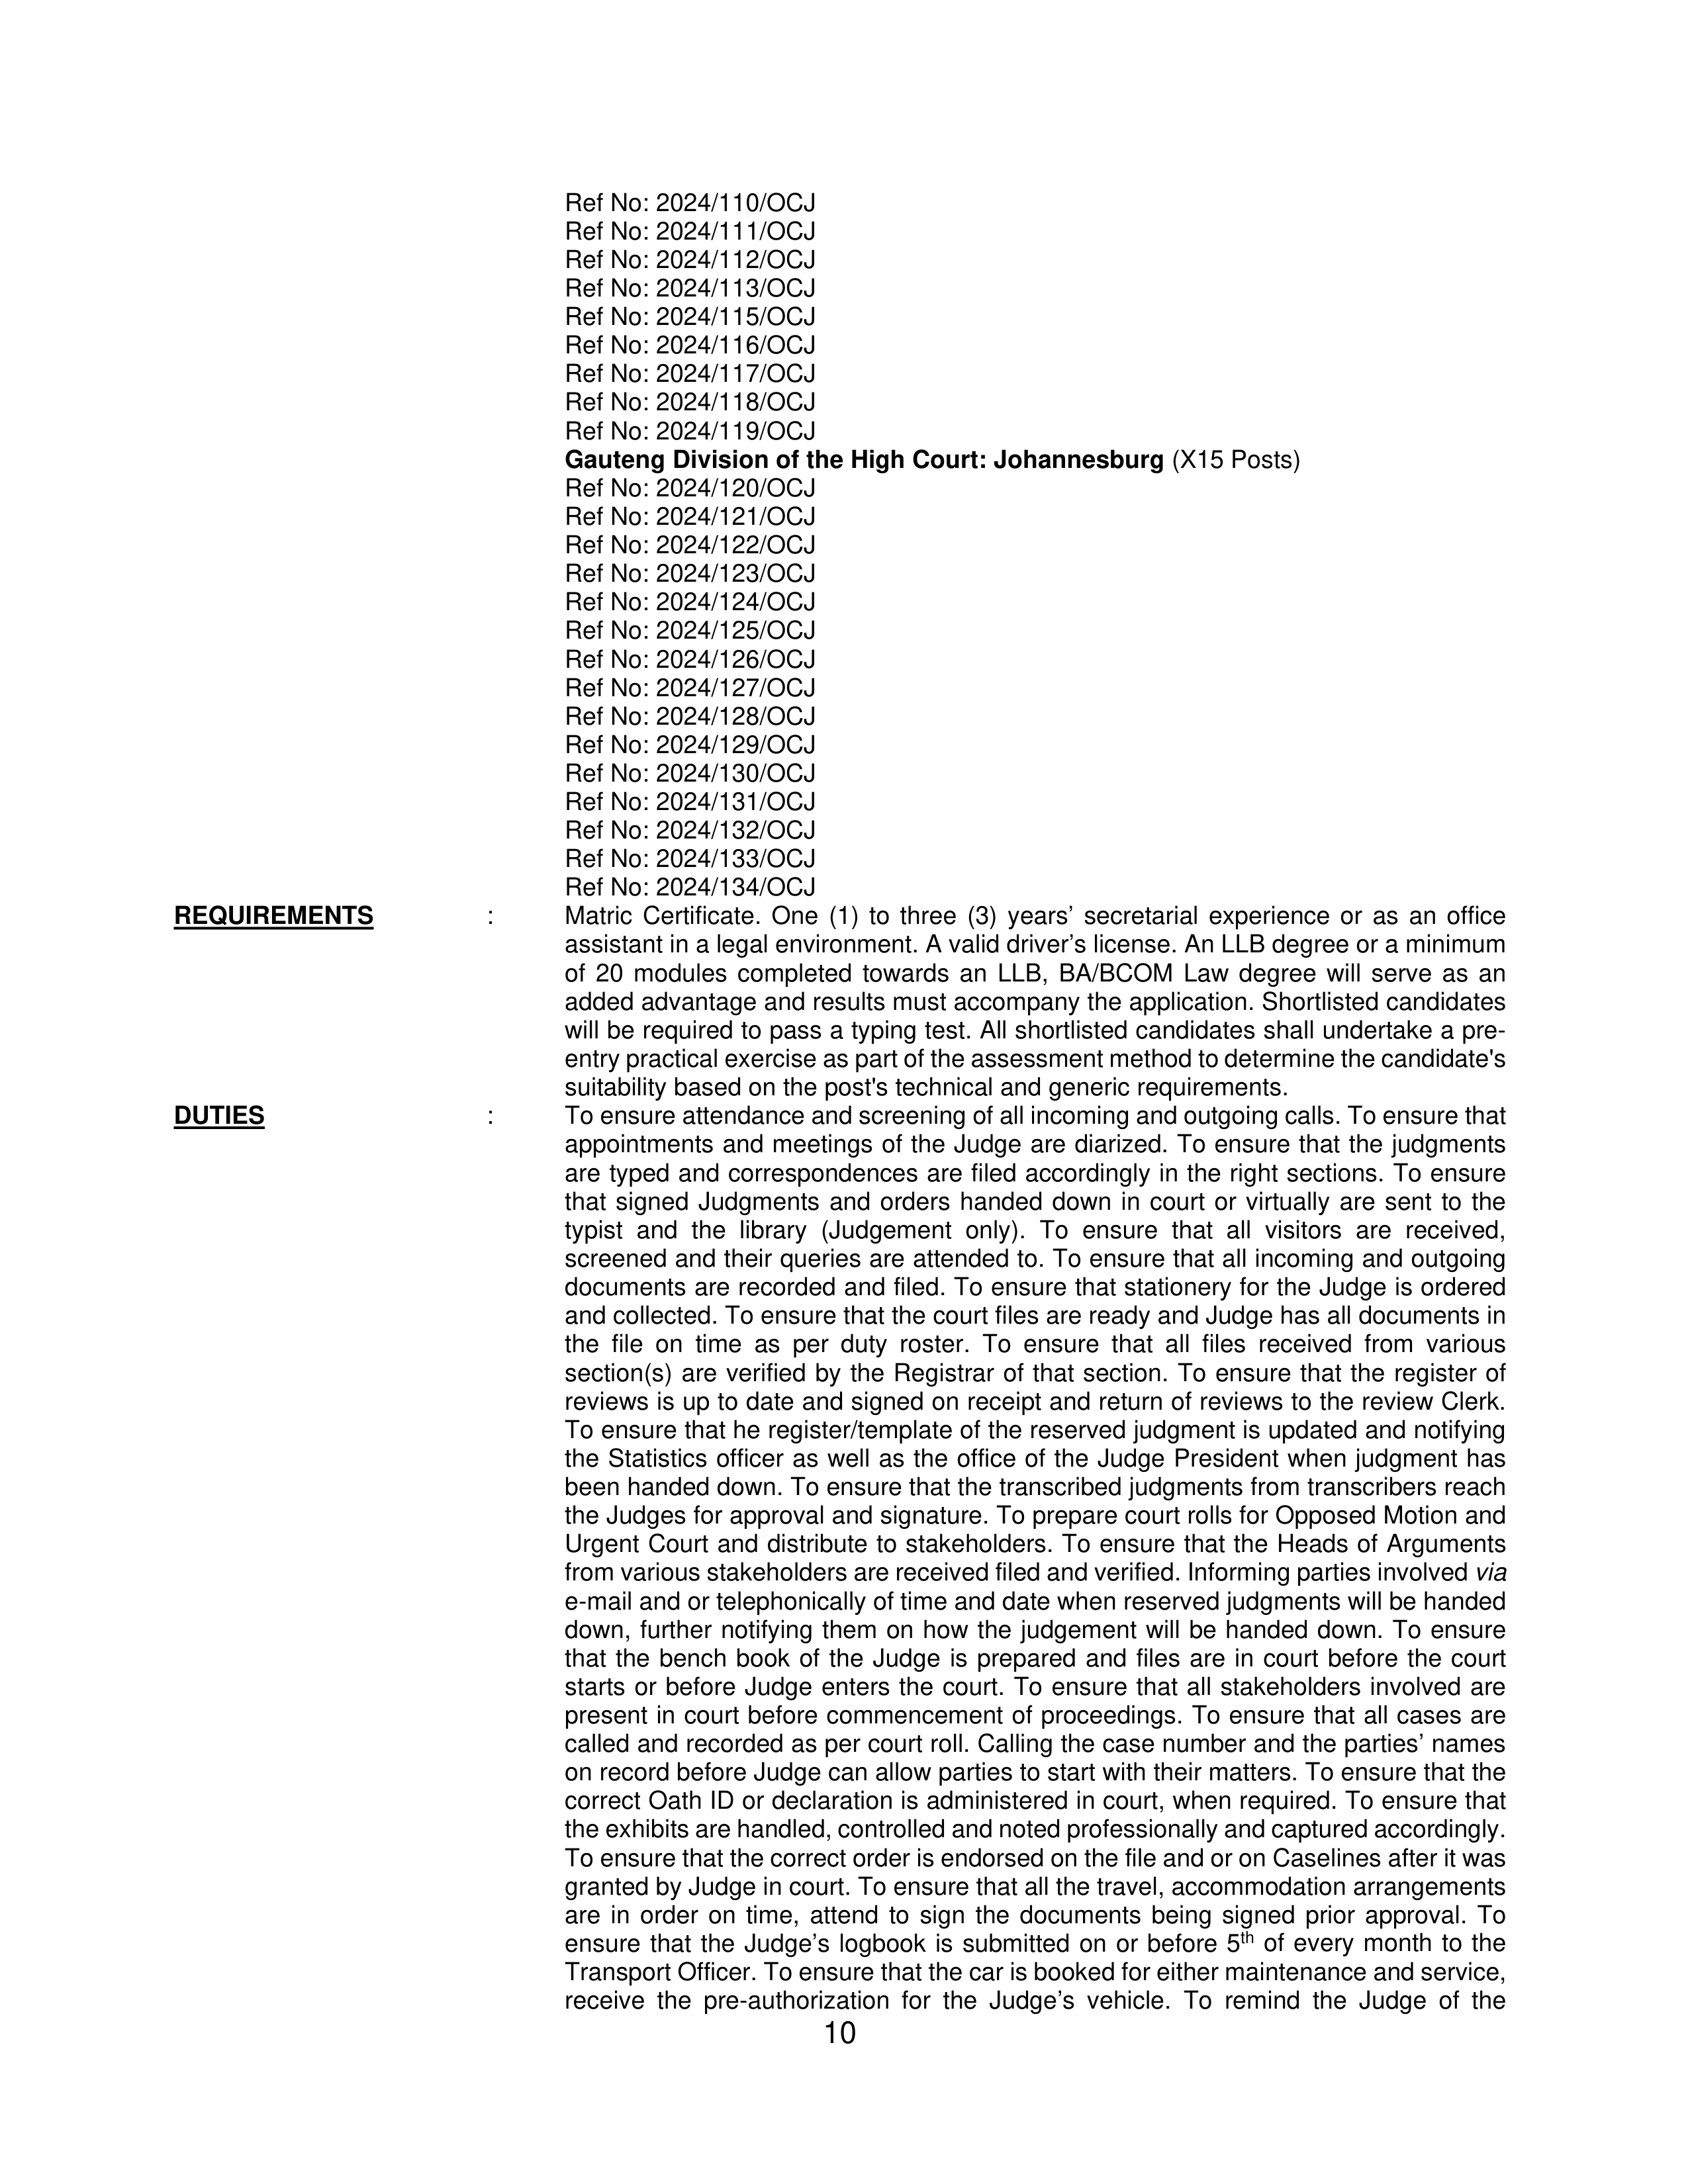 Ref No: 2024/110/OCJ
Ref No: 2024/111/OCJ
Ref No: 2024/112/OCJ
Ref No: 2024/113/OCJ
Ref No: 2024/115/OCJ
Ref No: 2024/116/OCJ
Ref No: 2024/117/OCJ
Ref No: 2024/118/OCJ
Ref No: 2024/119/OCJ
Gauteng Division of the High Court: Johannesburg (X15 Posts)
Ref No: 2024/120/OCJ
Ref No: 2024/121/OCJ
Ref No: 2024/122/OCJ
Ref No: 2024/123/OCJ
Ref No: 2024/124/OCJ
Ref No: 2024/125/OCJ
Ref No: 2024/126/OCJ
Ref No: 2024/127/OCJ
Ref No: 2024/128/OCJ
Ref No: 2024/129/OCJ
Ref No: 2024/130/OCJ
Ref No: 2024/131/OCJ
Ref No: 2024/132/OCJ
Ref No: 2024/133/OCJ
Ref No: 2024/134/OCJ
REQUIREMENTS : Matric Certificate. One (1) to three (3) years’ secretarial experience or as an office
assistant in a legal environment. A valid driver’s license. An LLB degree or a minimum
of 20 modules completed towards an LLB, BA/BCOM Law degree will serve as an
added advantage and results must accompany the application. Shortlisted candidates
will be required to pass a typing test. All shortlisted candidates shall undertake a pre-
entry practical exercise as part of the assessment method to determine the candidate's
suitability based on the post's technical and generic requirements.
DUTIES : To ensure attendance and screening of all incoming and outgoing calls. To ensure that
appointments and meetings of the Judge are diarized. To ensure that the judgments
are typed and correspondences are filed accordingly in the right sections. To ensure
that signed Judgments and orders handed down in court or virtually are sent to the
typist and the library (Judgement only). To ensure that all visitors are received,
screened and their queries are attended to. To ensure that all incoming and outgoing
documents are recorded and filed. To ensure that stationery for the Judge is ordered
and collected. To ensure that the court files are ready and Judge has all documents in
the file on time as per duty roster. To ensure that all files received from various
section(s) are verified by the Registrar of that section. To ensure that the register of
reviews is up to date and signed on receipt and return of reviews to the review Clerk.
To ensure that he register/template of the reserved judgment is updated and notifying
the Statistics officer as well as the office of the Judge President when judgment has
been handed down. To ensure that the transcribed judgments from transcribers reach
the Judges for approval and signature. To prepare court rolls for Opposed Motion and
Urgent Court and distribute to stakeholders. To ensure that the Heads of Arguments
from various stakeholders are received filed and verified. Informing parties involved via
e-mail and or telephonically of time and date when reserved judgments will be handed
down, further notifying them on how the judgement will be handed down. To ensure
that the bench book of the Judge is prepared and files are in court before the court
starts or before Judge enters the court. To ensure that all stakeholders involved are
present in court before commencement of proceedings. To ensure that all cases are
called and recorded as per court roll. Calling the case number and the parties’ names
on record before Judge can allow parties to start with their matters. To ensure that the
correct Oath ID or declaration is administered in court, when required. To ensure that
the exhibits are handled, controlled and noted professionally and captured accordingly.
To ensure that the correct order is endorsed on the file and or on Caselines after it was
granted by Judge in court. To ensure that all the travel, accommodation arrangements
are in order on time, attend to sign the documents being signed prior approval. To
ensure that the Judge’s logbook is submitted on or before 5th of every month to the
Transport Officer. To ensure that the car is booked for either maintenance and service,
receive the pre-authorization for the Judge’s vehicle. To remind the Judge of the
10